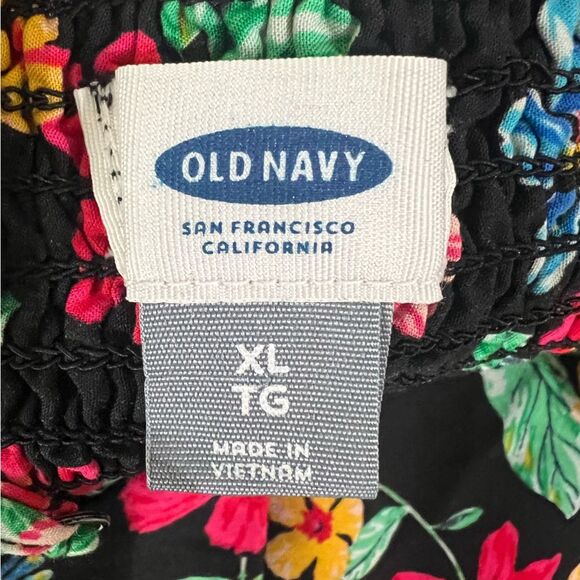 OLD NAVY
SAN FRANCISCO
CALIFORNIA
XL
TG
MADE IN
VIETNAM